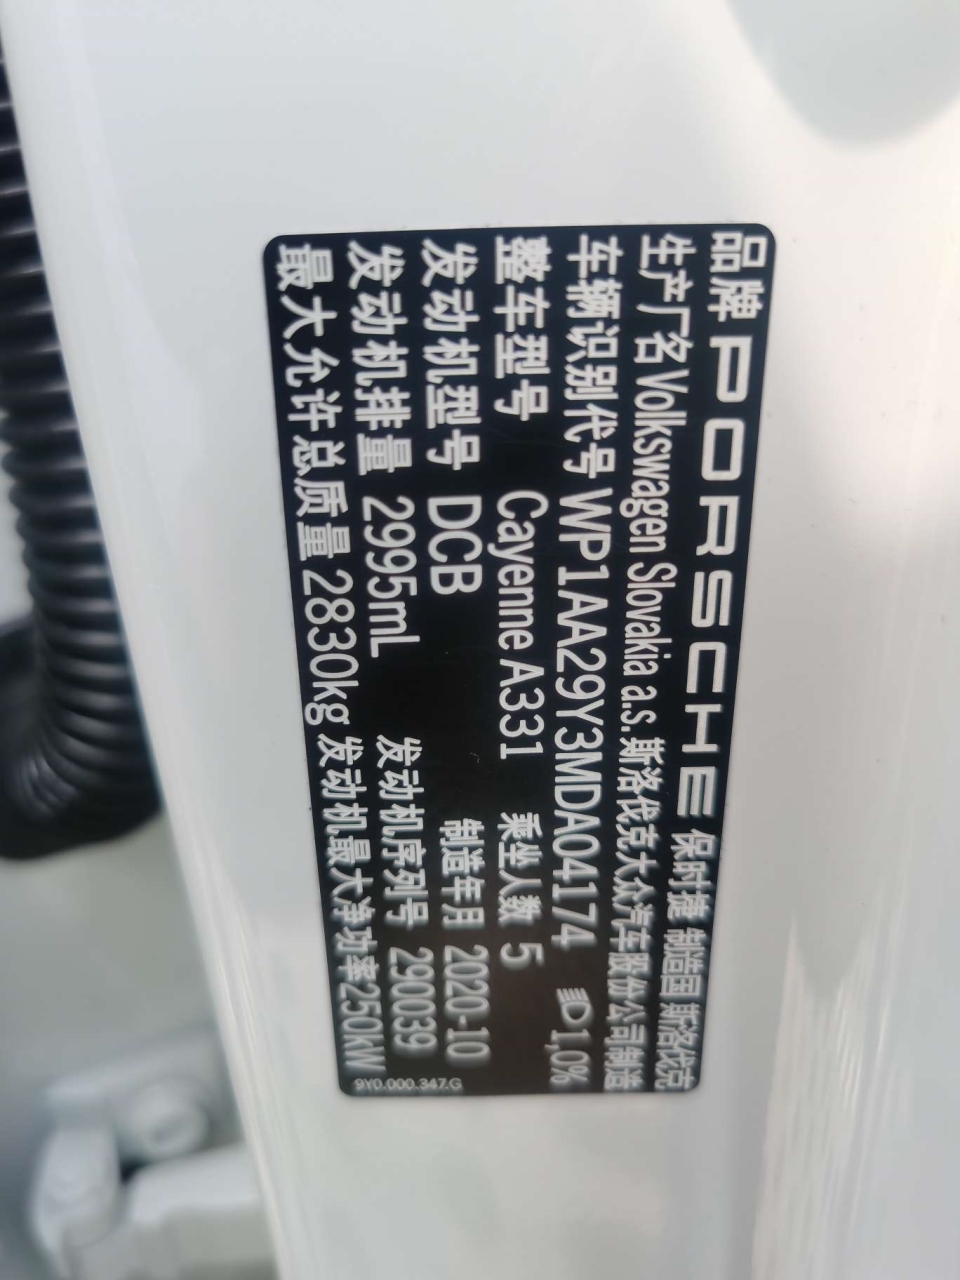 品牌 PORSCHE 保时捷 制造国 斯洛伐克
生产厂名 Volkswagen Slovakia a.s. 斯洛伐克大众汽车股份公司制造
车辆识别代号 WP1AA29Y3MDA04174 1,0%
整车型号 Cayenne A331 乘坐人数 5
发动机型号 DCB 制造年月 2020-10
发动机排量 2995mL 发动机序列号 290039
最大允许总质量 2830kg 发动机最大净功率 250kW
9Y0.000.347.G